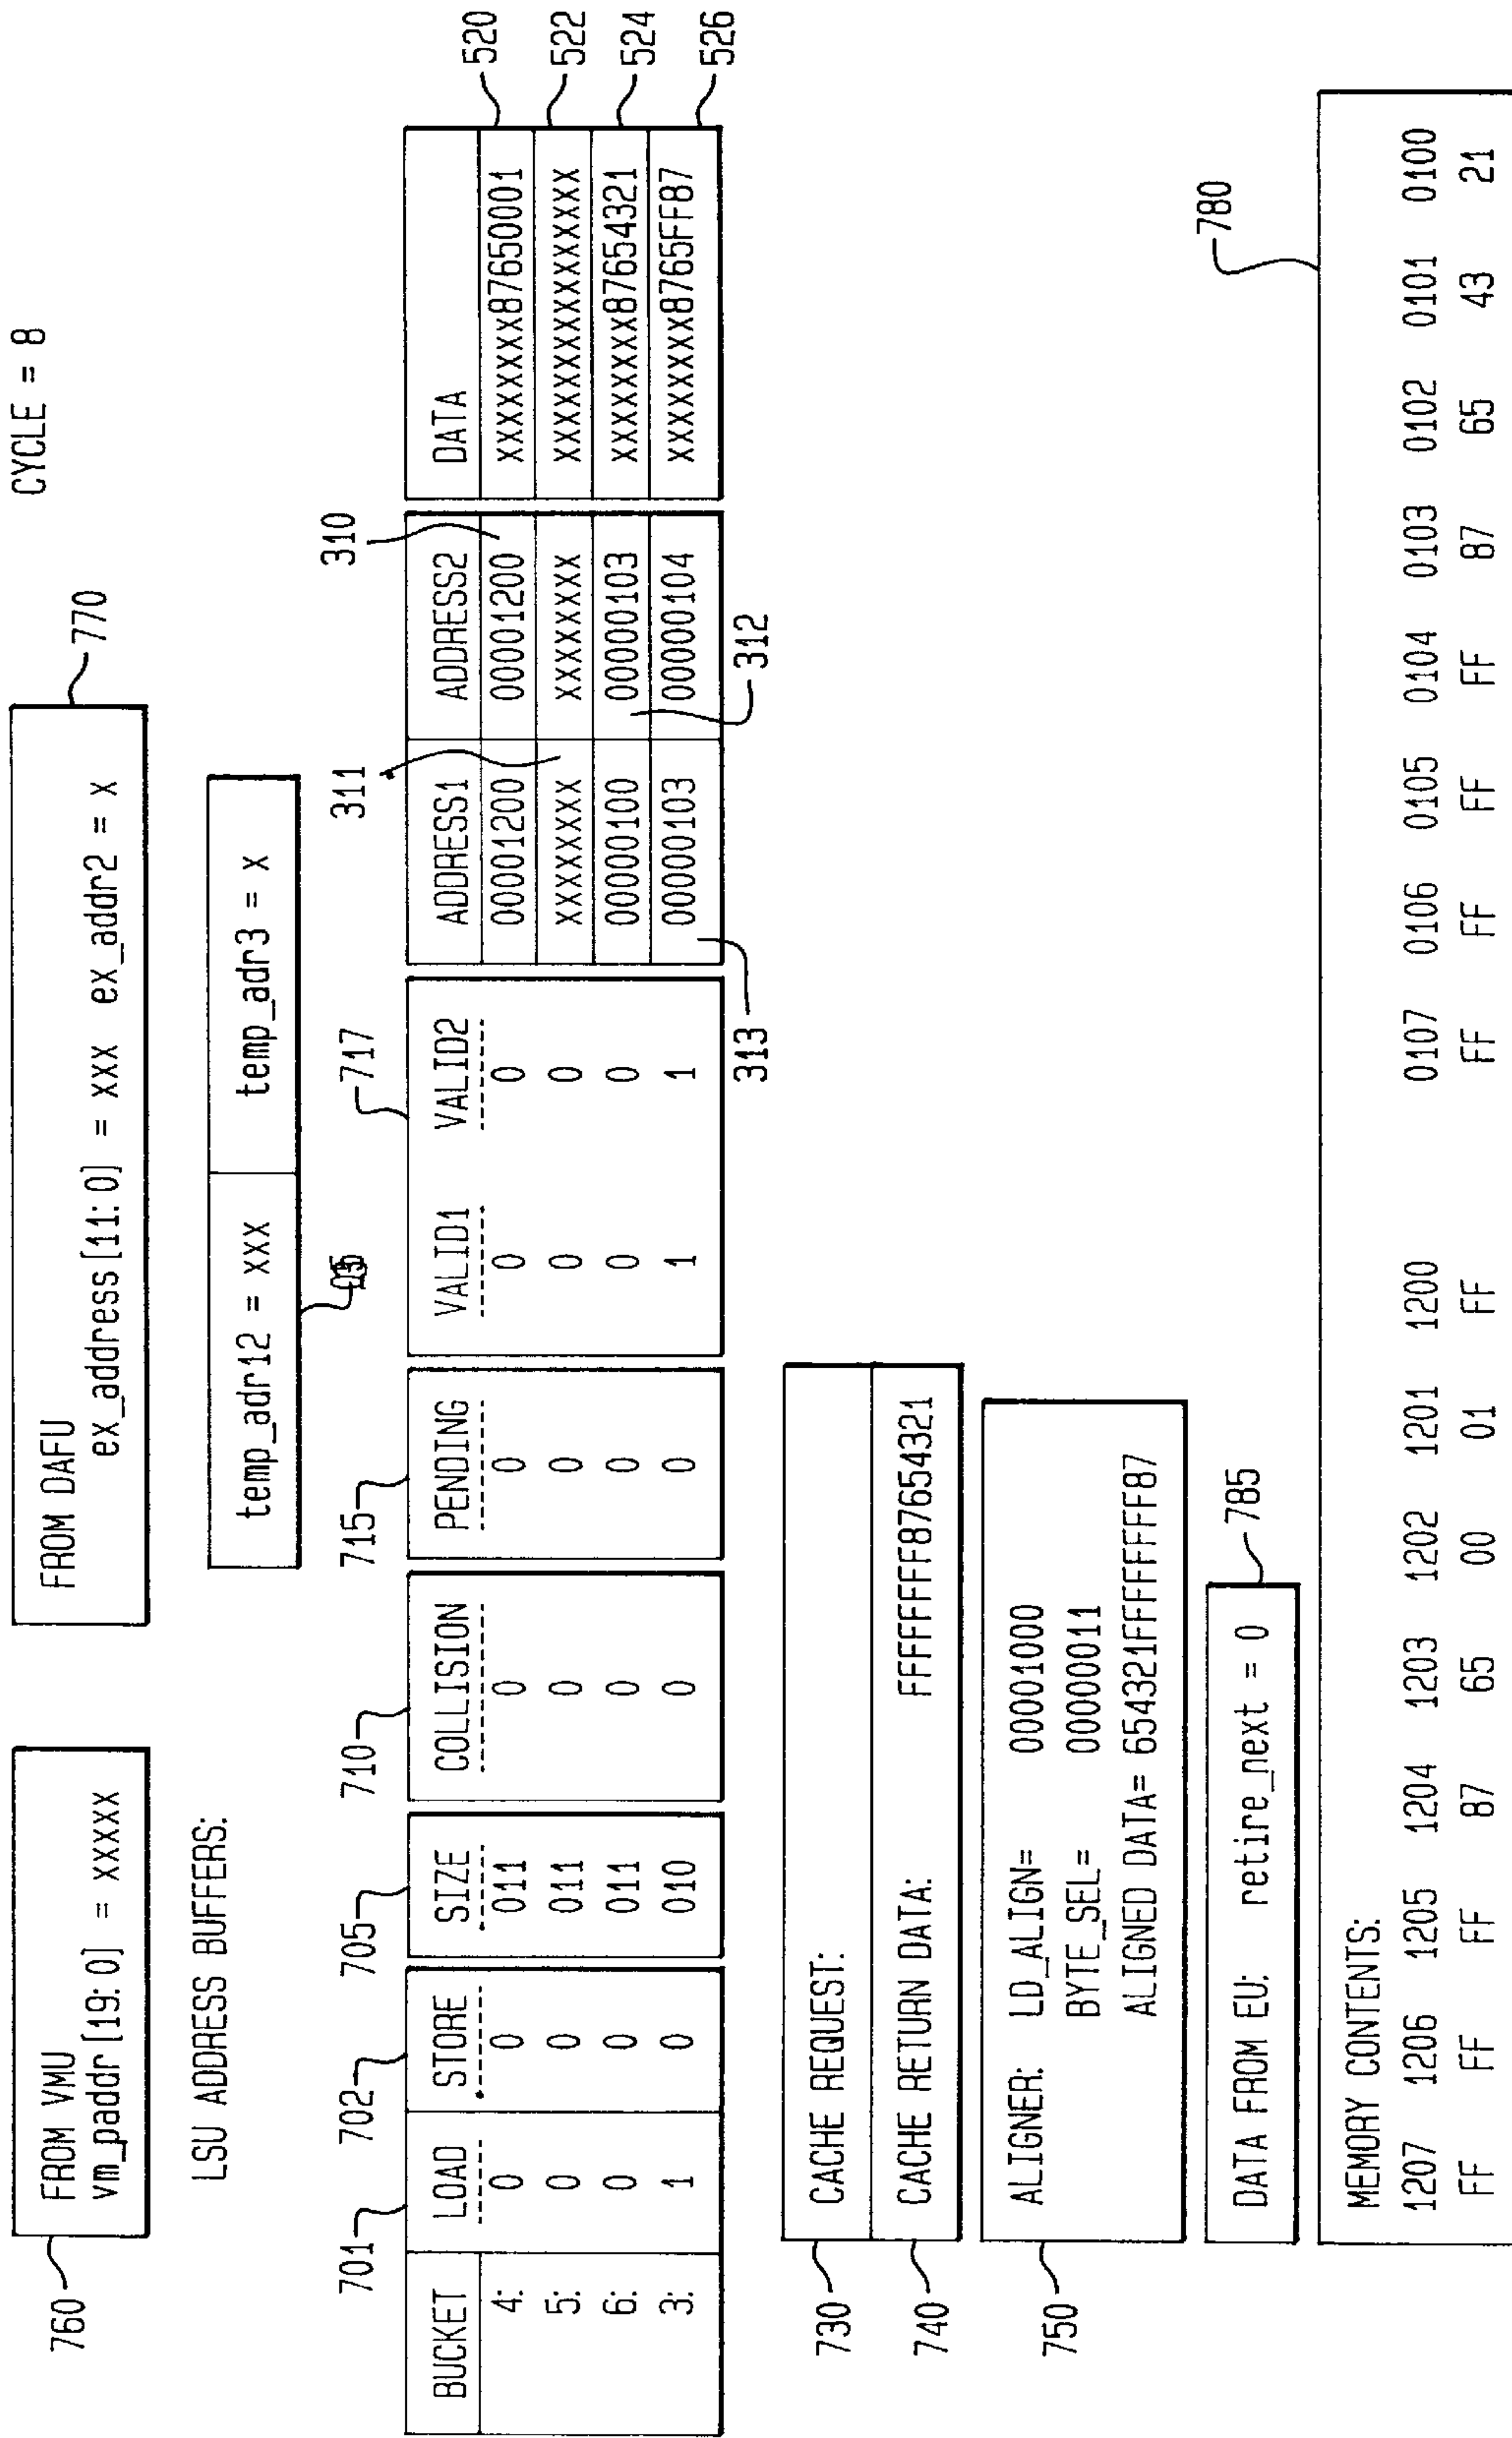 CYCLE = 8
760
FROM VMU
vm_paddr [19: 0] = XXXXX
FROM DAFU
ex_address [11: 0] = XXX ex_addr2 = X
770
LSU ADDRESS BUFFERS:
temp_adr12 = XXX temp_adr3 = X
701 702 705 710 715 717 311 310
BUCKET LOAD STORE SIZE COLLISION PENDING VALID1 VALID2 ADDRESS1 ADDRESS2 DATA
4: 0 0 011 0 0 0 0 00001200 00001200 XXXXXXXX87650001 520
5: 0 0 011 0 0 0 0 XXXXXXXX XXXXXXXX XXXXXXXXXXXXXXXX 522
6: 0 0 011 0 0 0 0 00000100 00000103 XXXXXXXX87654321 524
3: 1 0 010 0 0 1 1 00000103 00000104 XXXXXXXX8765FF87 526
313 312
730 CACHE REQUEST:
740 CACHE RETURN DATA: FFFFFFFF87654321
750
ALIGNER: LD_ALIGN= 00001000
BYTE_SEL= 00000011
ALIGNED DATA= 654321FFFFFFFF87
DATA FROM EU: retire_next = 0
785
780
MEMORY CONTENTS:
1207 1206 1205 1204 1203 1202 1201 1200 0107 0106 0105 0104 0103 0102 0101 0100
FF FF FF 87 65 00 01 FF FF FF FF FF 87 65 43 21